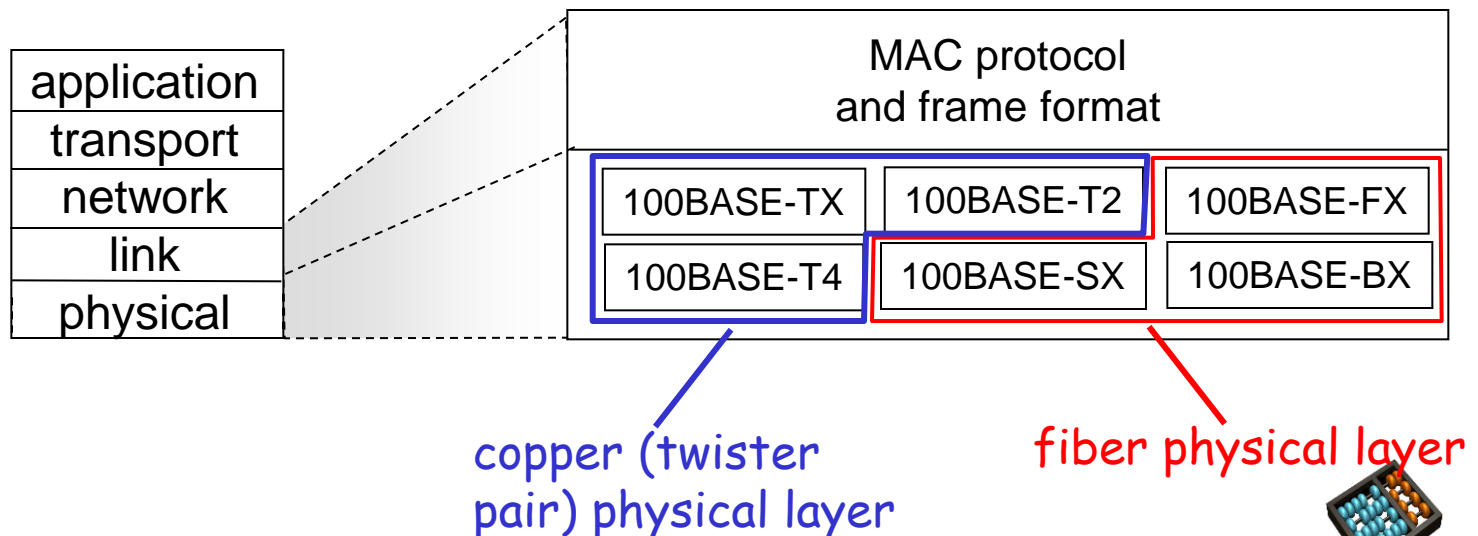 application
transport
network
link
physical
MAC protocol
and frame format
100BASE-TX
100BASE-T2
100BASE-FX
100BASE-T4
100BASE-SX
100BASE-BX
copper (twister
pair) physical layer
fiber physical layer